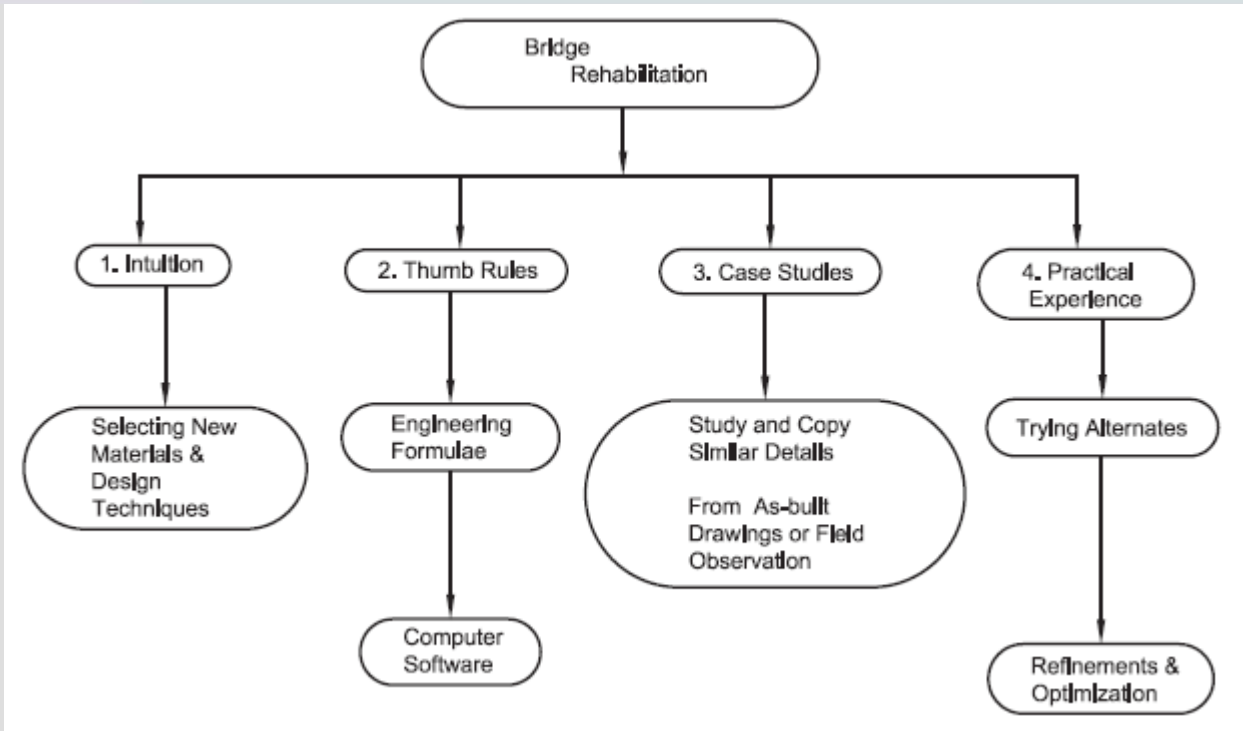 Bridge
Rehabilitation
1. Intuition
2. Thumb Rules
3. Case Studies
4. Practical
Experience
Selecting New
Materials &
Design
Techniques
Engineering
Formulae
Study and Copy
Similar Details
From As-built
Drawings or Field
Observation
Trying Alternates
Computer
Software
Refinements &
Optimization